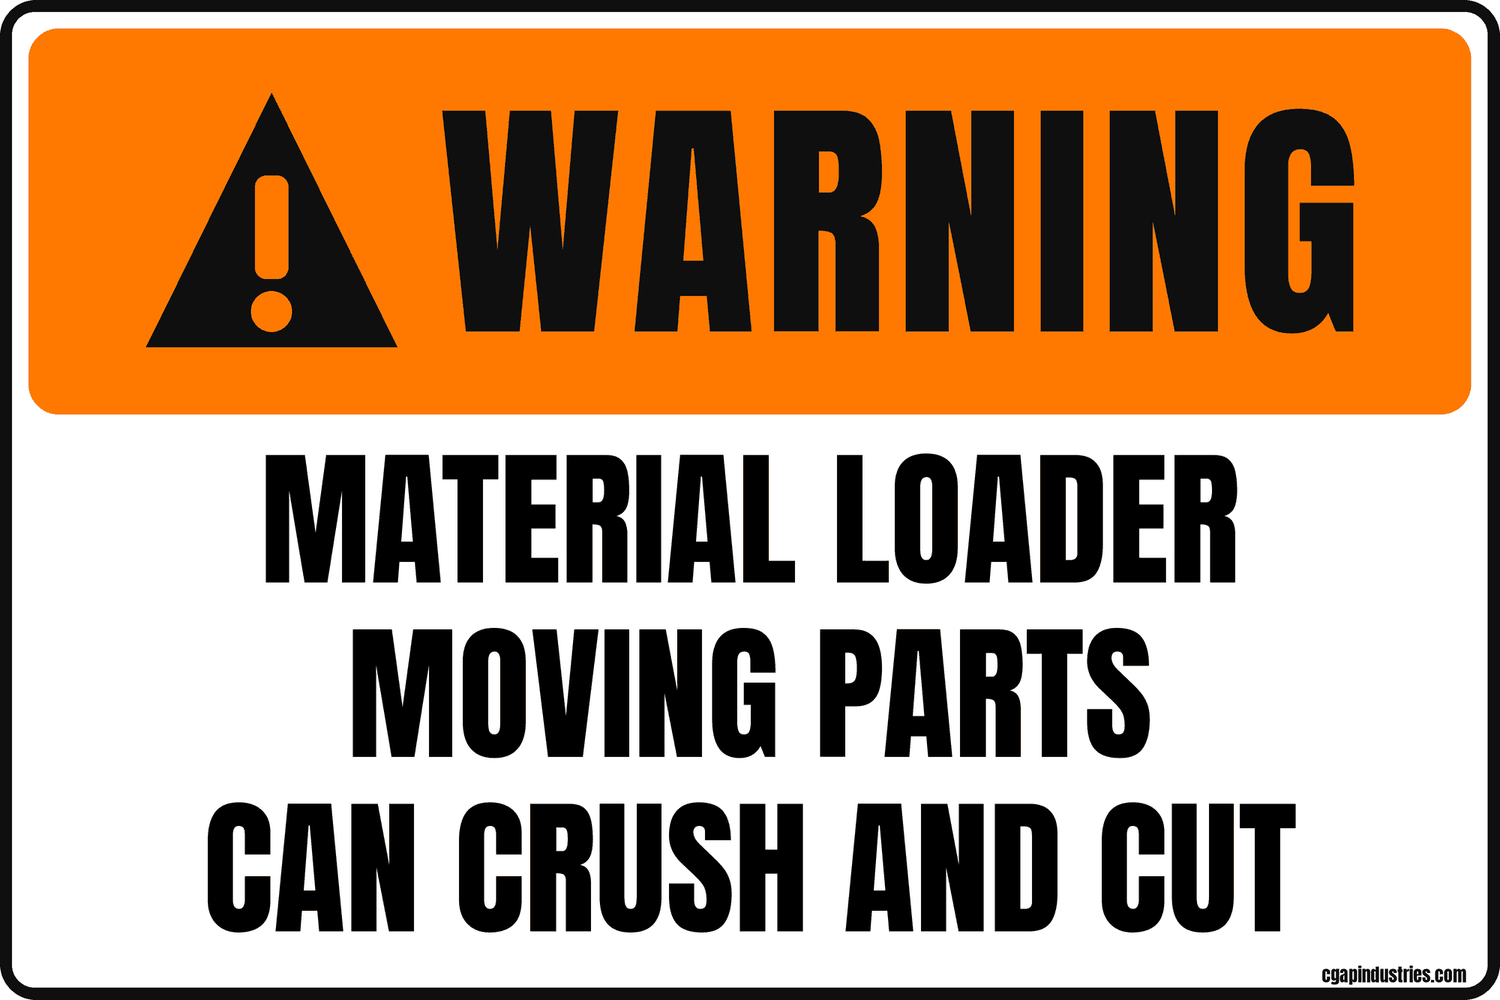 WARNING
MATERIAL LOADER
MOVING PARTS
CAN CRUSH AND CUT
cgapindustries.com